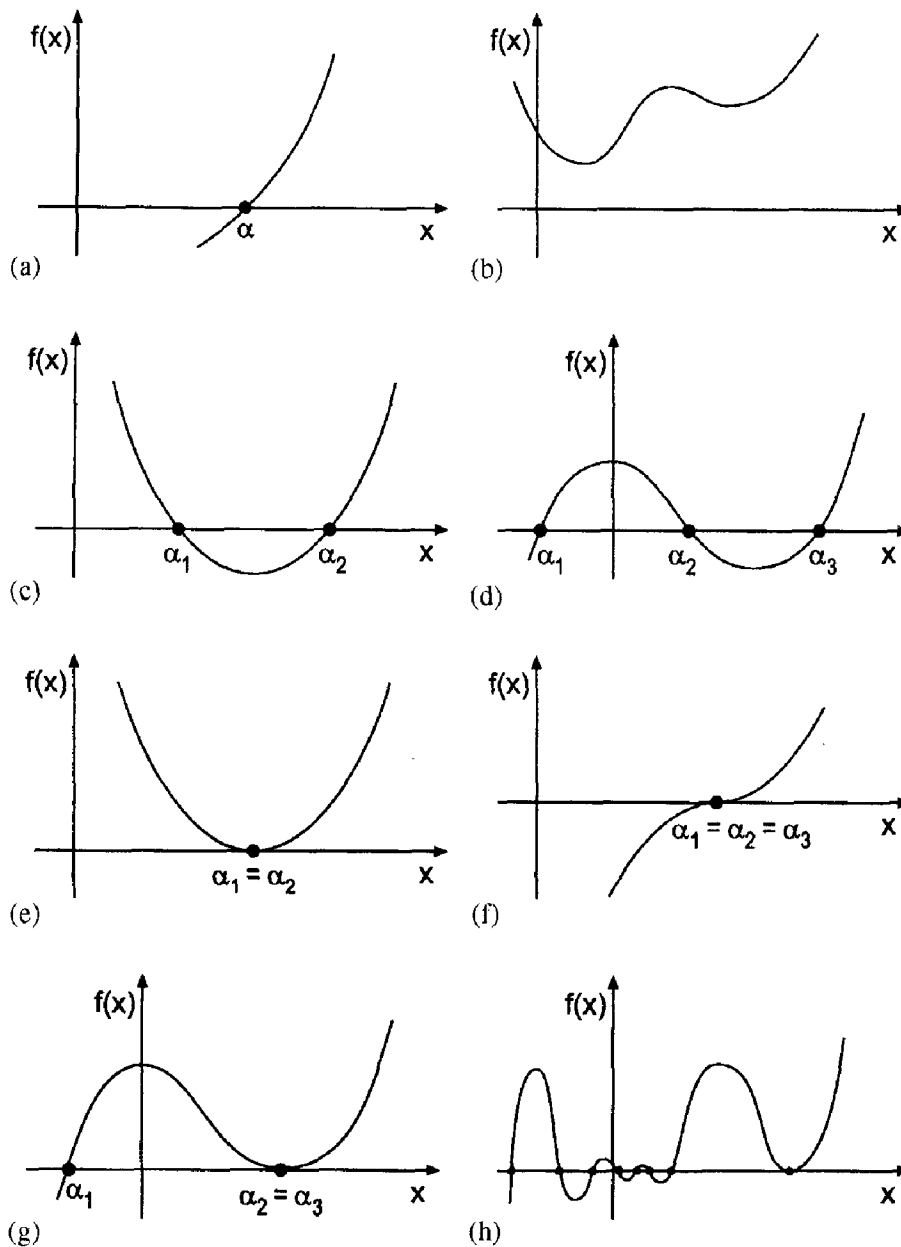 f(x)
α
x
(a)
f(x)
x
(b)
f(x)
α₁
α₂
x
(c)
f(x)
α₁
α₂
α₃
x
(d)
f(x)
α₁ = α₂
x
(e)
f(x)
α₁ = α₂ = α₃
x
(f)
f(x)
α₁
α₂ = α₃
x
(g)
f(x)
x
(h)